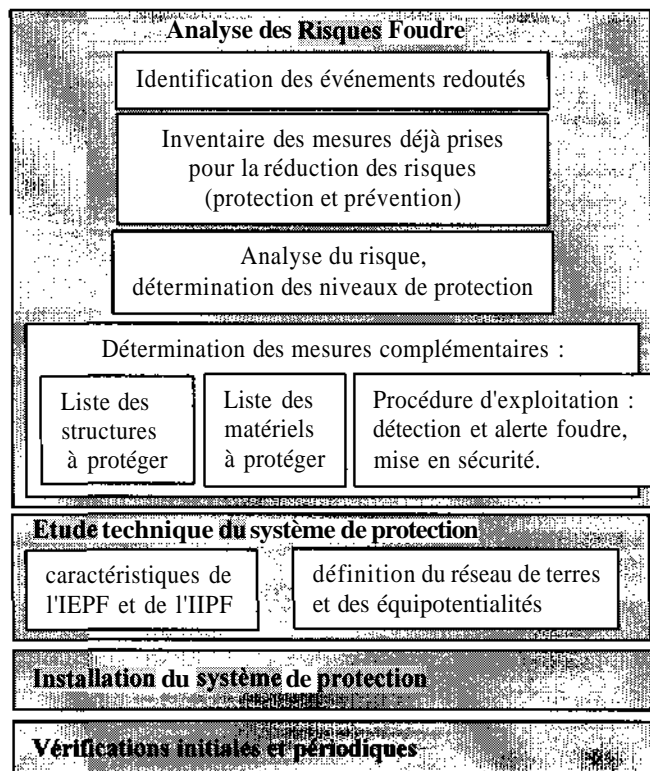 Analyse des Risques Foudre
Identification des événements redoutés
Inventaire des mesures déjà prises
pour la réduction des risques
(protection et prévention)
Analyse du risque,
détermination des niveaux de protection
Détermination des mesures complémentaires :
Liste des
structures
à protéger
Liste des
matériels
à protéger
Procédure d'exploitation :
détection et alerte foudre,
mise en sécurité.
Etude technique du système de protection
caractéristiques de
l'IEPF et de l'IIPF
définition du réseau de terres
et des équipotentialités
Installation du système de protection
Vérifications initiales et périodiques